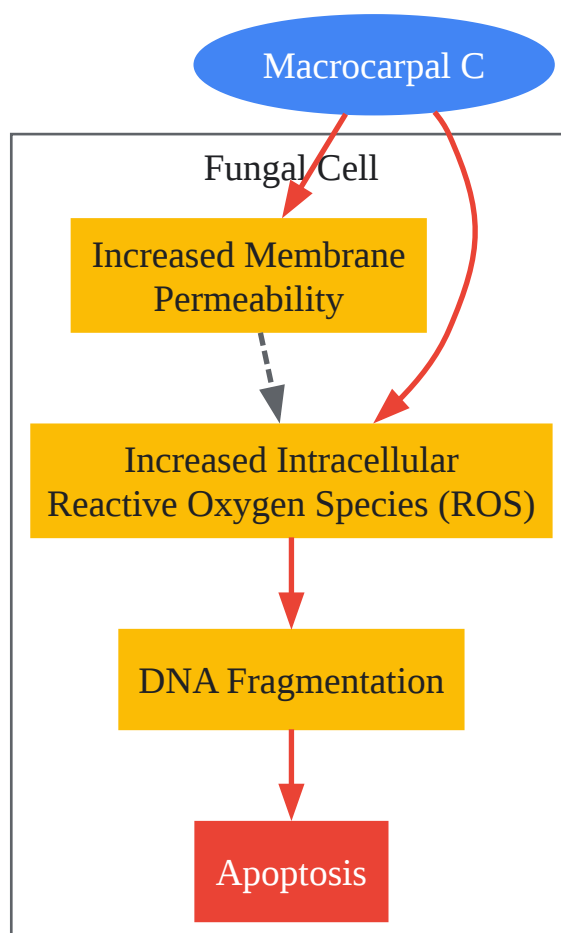 Macrocarpal C
Fungal Cell
Increased Membrane
Permeability
Increased Intracellular
Reactive Oxygen Species (ROS)
DNA Fragmentation
Apoptosis